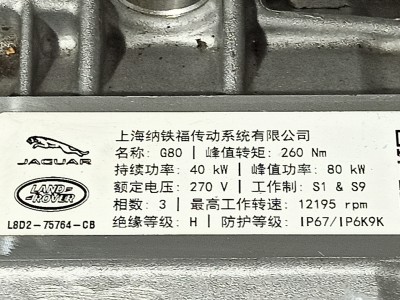 上海纳铁福传动系统有限公司
名称: G80 | 峰值转矩: 260 Nm
JAGUAR
持续功率: 40 kW | 峰值功率: 80 kW
LAND-
ROVER
额定电压: 270 V | 工作制: S1 & S9
相数: 3 | 最高工作转速: 12195 rpm
L8D2-75764-CB
绝缘等级: H | 防护等级: IP67/IP6K9K